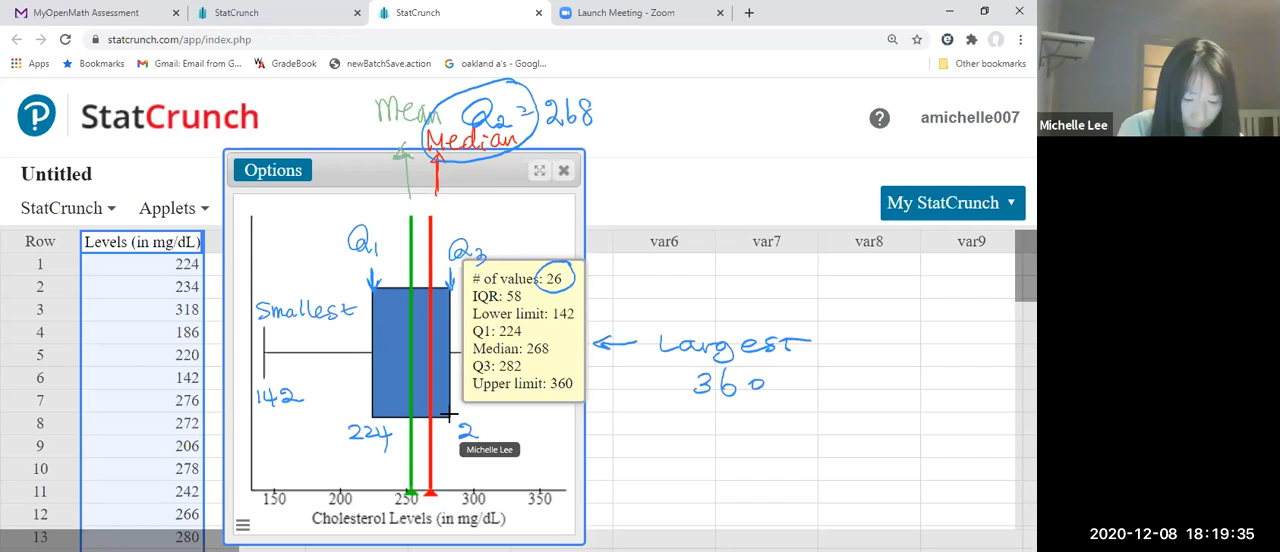 MyOpenMath Assessment
StatCrunch
StatCrunch
Launch Meeting - Zoom
statcrunch.com/app/index.php
Apps Bookmarks Gmail: Email from G... GradeBook newBatchSave.action oakland a's - Googl... Other bookmarks
Mean Q2 = 268
Median
StatCrunch
amichelle007
Michelle Lee
Options
Untitled
StatCrunch Applets
My StatCrunch
Row Levels (in mg/dL) var6 var7 var8 var9
1 224
2 234
3 318
4 186
5 220
6 142
7 276
8 272
9 206
10 278
11 242
12 266
13 280
Q1
Q3
# of values: 26
IQR: 58
Lower limit: 142
Q1: 224
Median: 268
Q3: 282
Upper limit: 360
Smallest
142
Largest
360
224
2
Michelle Lee
150 200 250 300 350
Cholesterol Levels (in mg/dL)
2020-12-08 18:19:35